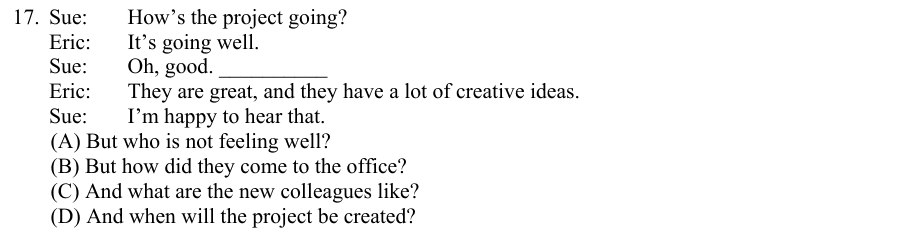 17. Sue: How's the project going?
Eric: It's going well.
Sue: Oh, good. __________
Eric: They are great, and they have a lot of creative ideas.
Sue: I'm happy to hear that.
(A) But who is not feeling well?
(B) But how did they come to the office?
(C) And what are the new colleagues like?
(D) And when will the project be created?